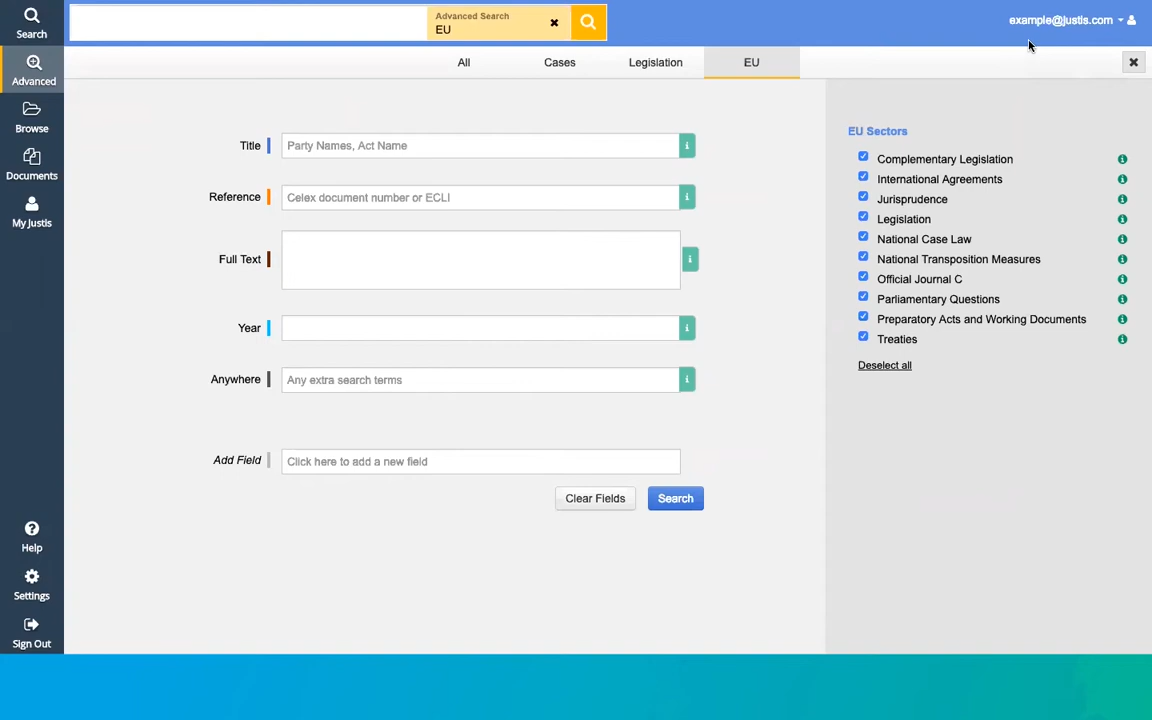 Search
Advanced Search
EU
example@justis.com
Advanced
All
Cases
Legislation
EU
Browse
Documents
My Justis
Title
Party Names, Act Name
Reference
Celex document number or ECLI
Full Text
Year
Anywhere
Any extra search terms
Add Field
Click here to add a new field
Clear Fields
Search
EU Sectors
Complementary Legislation
International Agreements
Jurisprudence
Legislation
National Case Law
National Transposition Measures
Official Journal C
Parliamentary Questions
Preparatory Acts and Working Documents
Treaties
Deselect all
Help
Settings
Sign Out